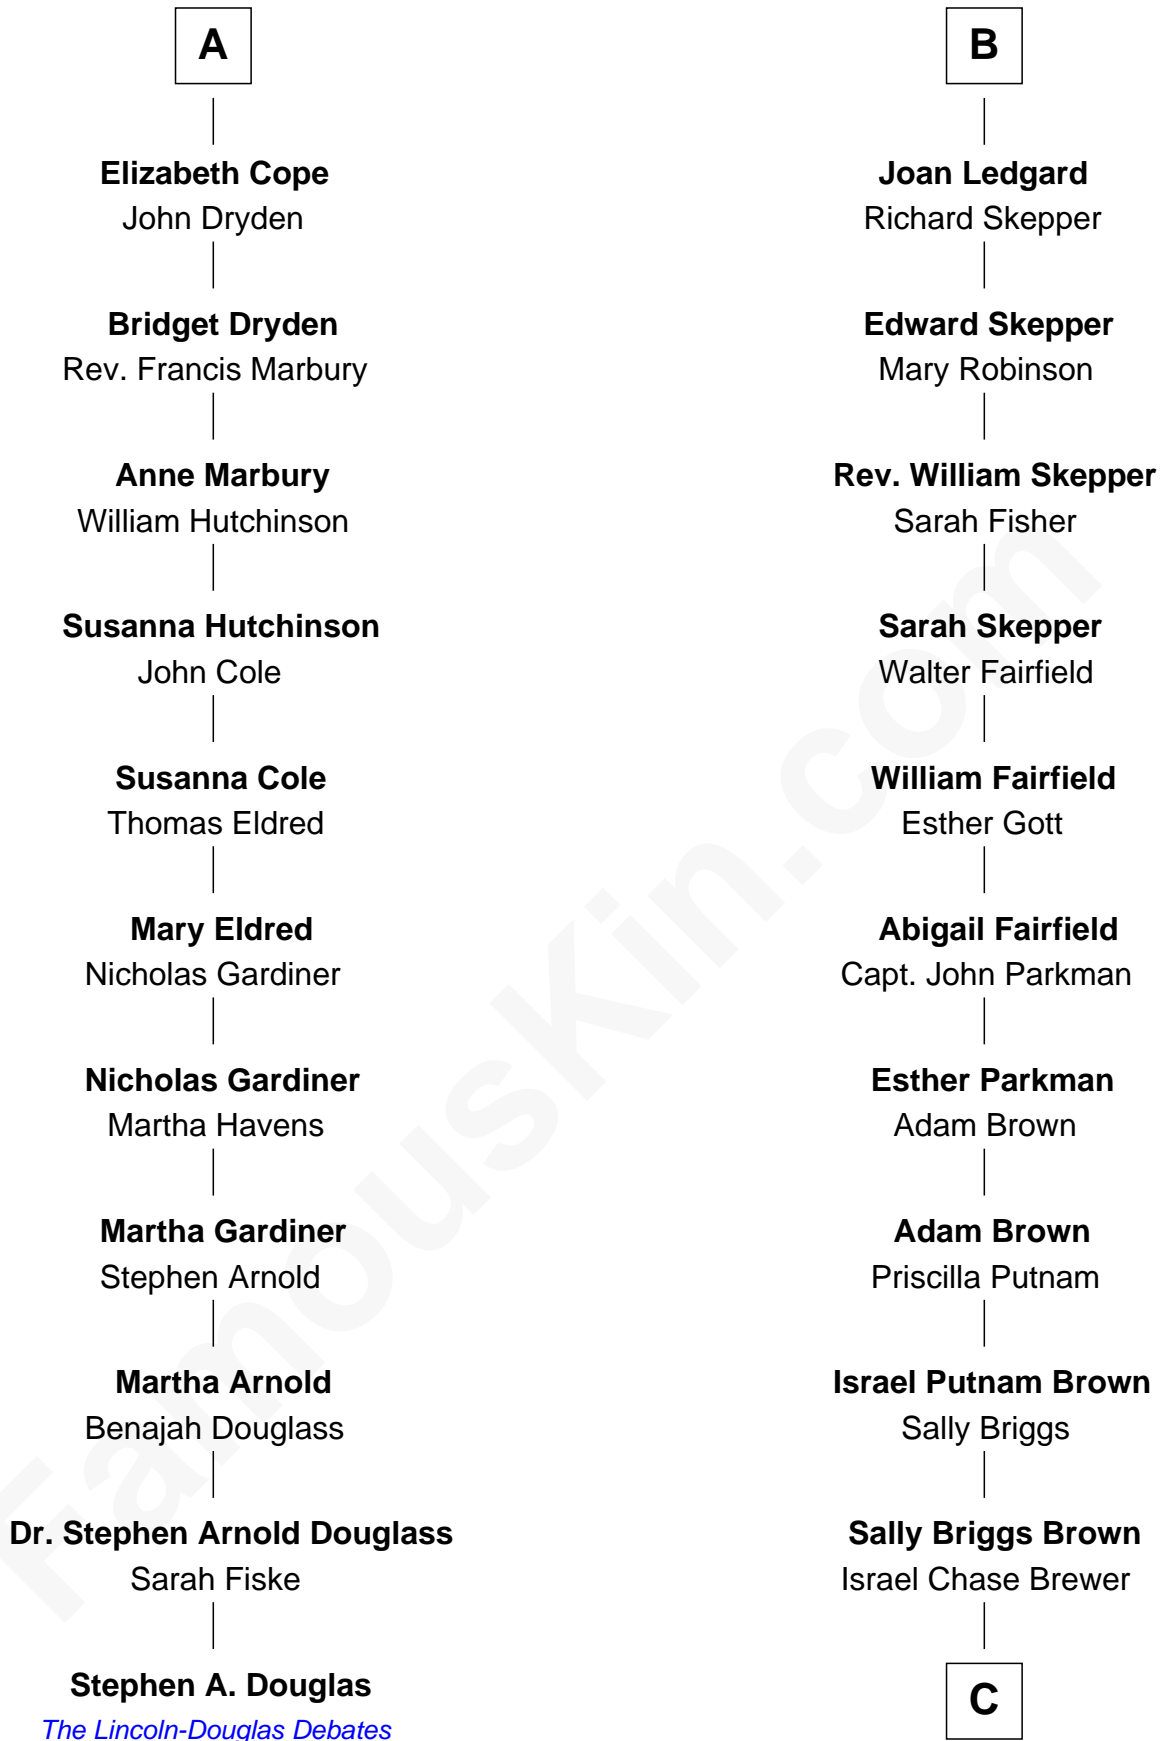 A
Elizabeth Cope
John Dryden
Bridget Dryden
Rev. Francis Marbury
Anne Marbury
William Hutchinson
Susanna Hutchinson
John Cole
Susanna Cole
Thomas Eldred
Mary Eldred
Nicholas Gardiner
Nicholas Gardiner
Martha Havens
Martha Gardiner
Stephen Arnold
Martha Arnold
Benajah Douglass
Dr. Stephen Arnold Douglass
Sarah Fiske
Stephen A. Douglas
The Lincoln-Douglas Debates
B
Joan Ledgard
Richard Skepper
Edward Skepper
Mary Robinson
Rev. William Skepper
Sarah Fisher
Sarah Skepper
Walter Fairfield
William Fairfield
Esther Gott
Abigail Fairfield
Capt. John Parkman
Esther Parkman
Adam Brown
Adam Brown
Priscilla Putnam
Israel Putnam Brown
Sally Briggs
Sally Briggs Brown
Israel Chase Brewer
C
FamousKin.com